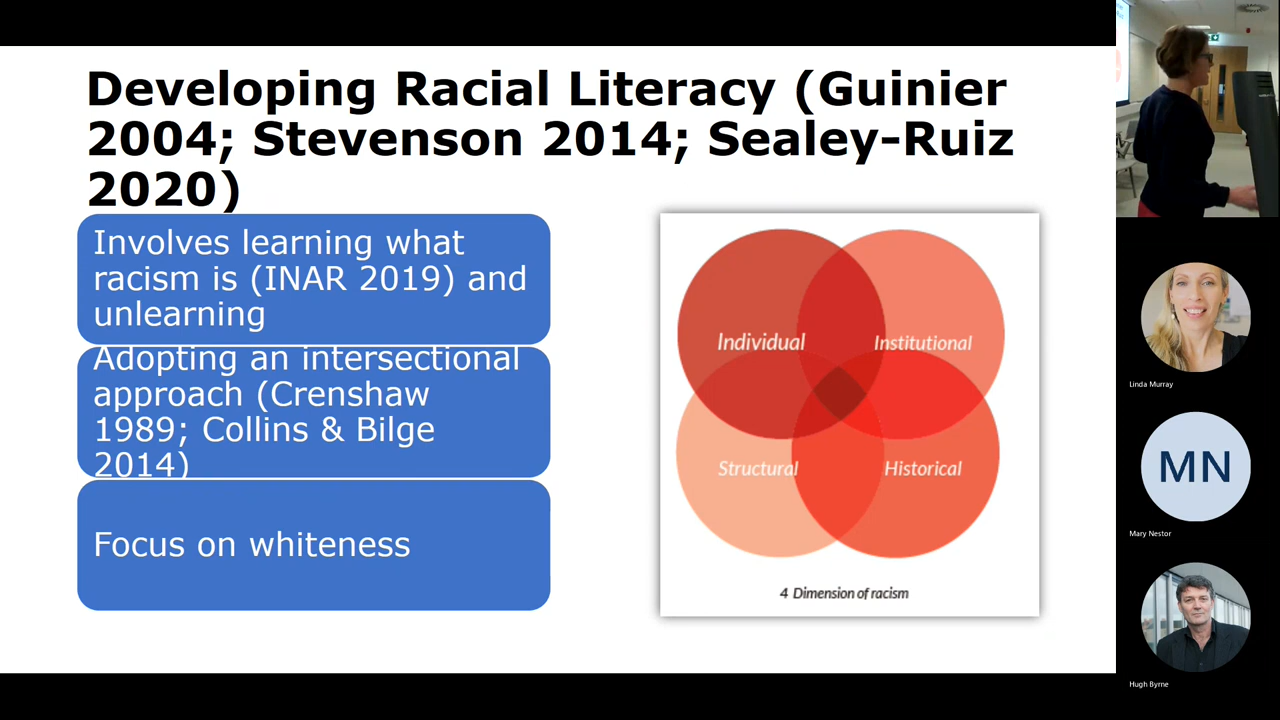 Developing Racial Literacy (Guinier
2004; Stevenson 2014; Sealey-Ruiz
2020)
Involves learning what
racism is (INAR 2019) and
unlearning
Adopting an intersectional
approach (Crenshaw
1989; Collins & Bilge
2014)
Focus on whiteness
Individual
Institutional
Structural
Historical
4 Dimension of racism
Linda Murray
MN
Mary Nestor
Hugh Byrne